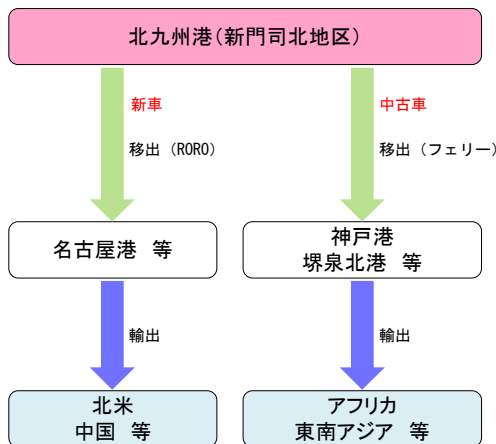 北九州港（新門司北地区）
新車
中古車
移出（RORO）
移出（フェリー）
名古屋港　等
神戸港
堺泉北港　等
輸出
輸出
北米
中国　等
アフリカ
東南アジア　等